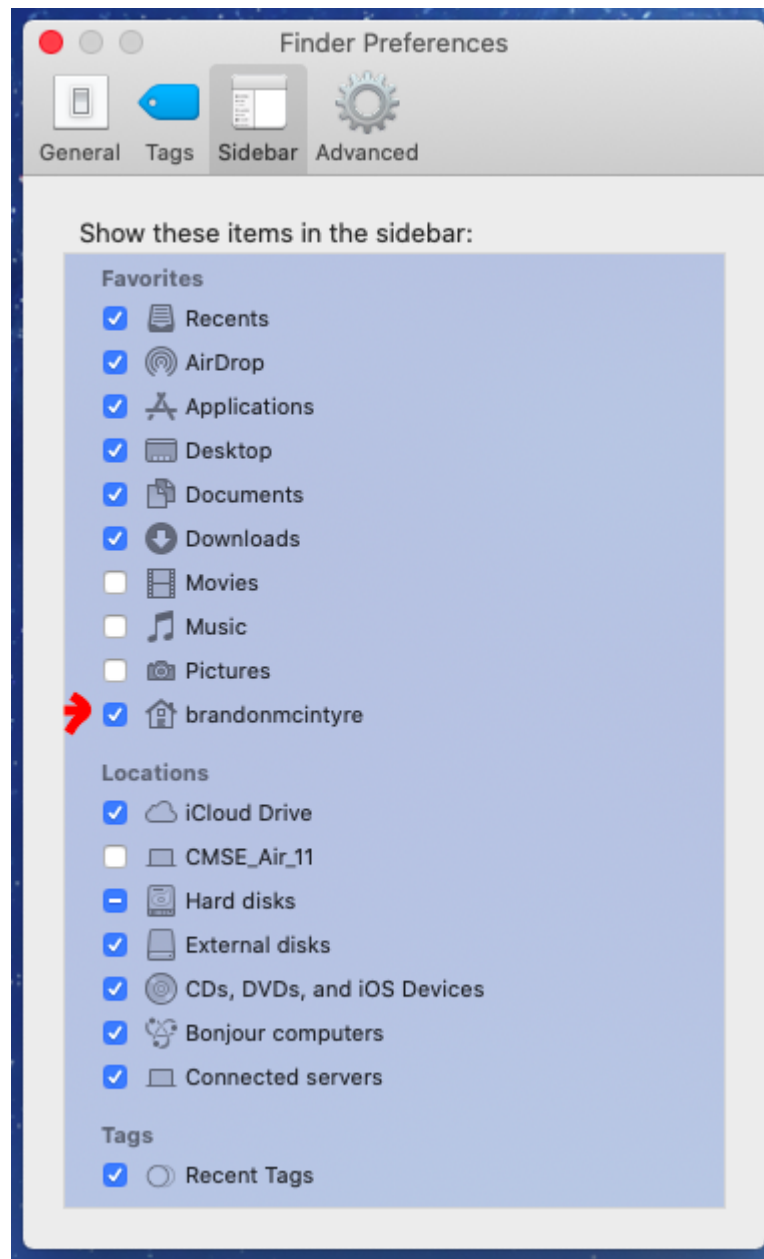 Finder Preferences
General Tags Sidebar Advanced
Show these items in the sidebar:
Favorites
Recents
AirDrop
Applications
Desktop
Documents
Downloads
Movies
Music
Pictures
brandonmcintyre
Locations
iCloud Drive
CMSE_Air_11
Hard disks
External disks
CDs, DVDs, and iOS Devices
Bonjour computers
Connected servers
Tags
Recent Tags